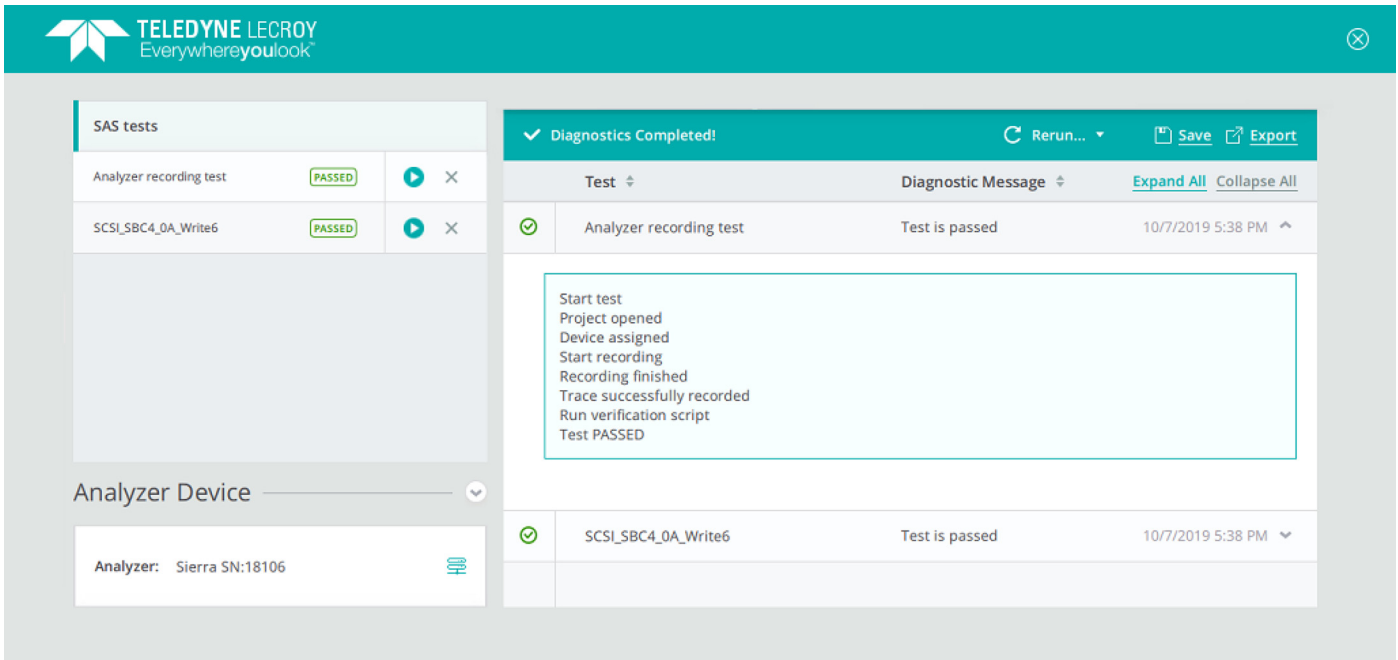 TELEDYNE LECROY
Everywhereyoulook™
SAS tests
Analyzer recording test PASSED
SCSI_SBC4_0A_Write6 PASSED
Analyzer Device
Analyzer: Sierra SN:18106
Diagnostics Completed! Rerun... Save Export
Test Diagnostic Message Expand All Collapse All
Analyzer recording test Test is passed 10/7/2019 5:38 PM
Start test
Project opened
Device assigned
Start recording
Recording finished
Trace successfully recorded
Run verification script
Test PASSED
SCSI_SBC4_0A_Write6 Test is passed 10/7/2019 5:38 PM